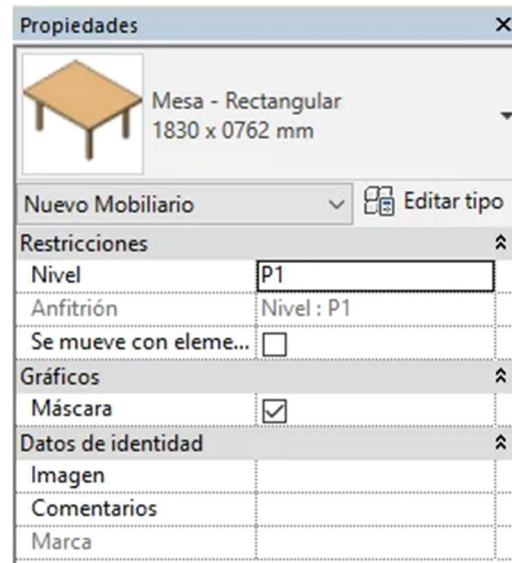 Propiedades
Mesa - Rectangular
1830 x 0762 mm
Nuevo Mobiliario
Editar tipo
Restricciones
Nivel P1
Anfitrión Nivel : P1
Se mueve con eleme...
Gráficos
Máscara
Datos de identidad
Imagen
Comentarios
Marca